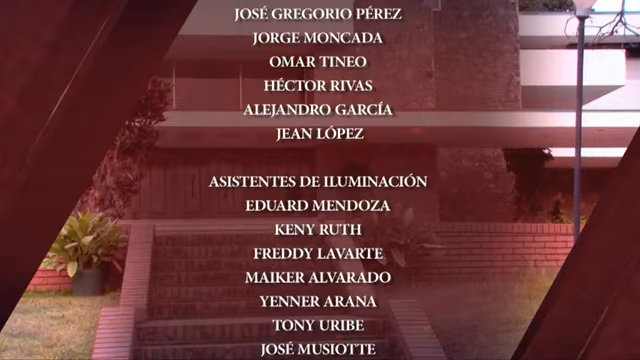 JOSÉ GREGORIO PÉREZ
JORGE MONCADA
OMAR TINEO
HÉCTOR RIVAS
ALEJANDRO GARCÍA
JEAN LÓPEZ
ASISTENTES DE ILUMINACIÓN
EDUARD MENDOZA
KENY RUTH
FREDDY LAVARTE
MAIKER ALVARADO
YENNER ARANA
TONY URIBE
JOSÉ MUSIOTTE